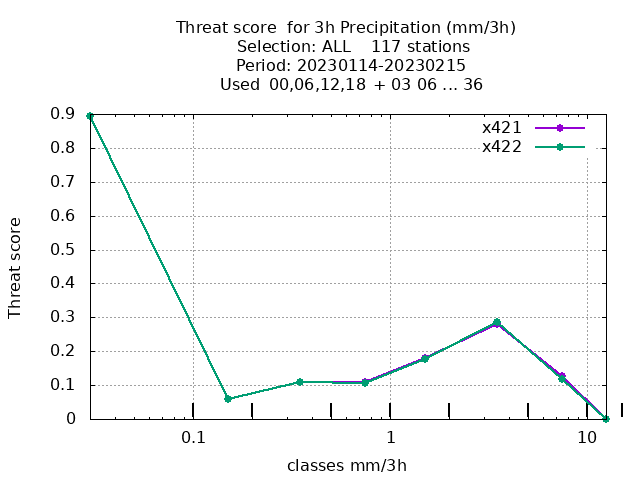 Threat score  for 3h Precipitation (mm/3h)
Selection: ALL    117 stations
Period: 20230114-20230215
Used  00,06,12,18  + 03 06 ... 36
x421
x422
0.9
0.8
0.7
0.6
0.5
0.4
0.3
0.2
0.1
0
Threat score
0.1 1 10
classes mm/3h